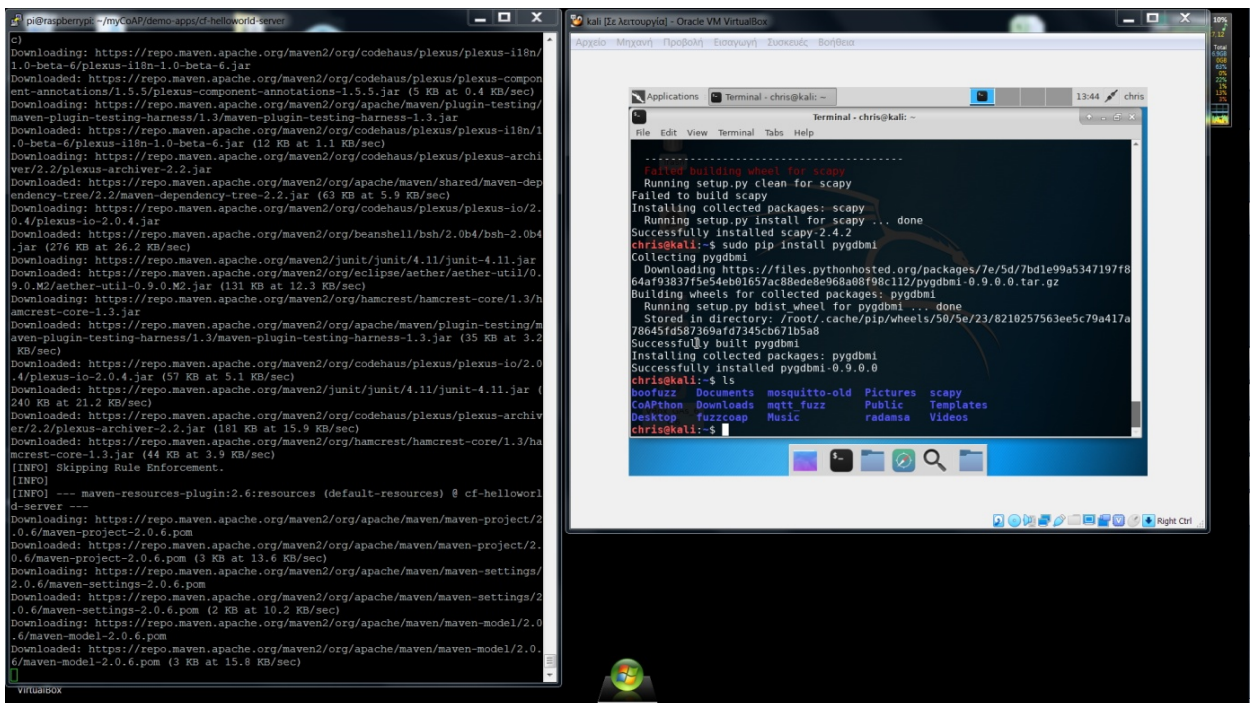 pi@raspberrypi: ~/myCoAP/demo-apps/cf-helloworld-server
c)
Downloading: https://repo.maven.apache.org/maven2/org/codehaus/plexus/plexus-i18n/
1.0-beta-6/plexus-i18n-1.0-beta-6.jar
Downloaded: https://repo.maven.apache.org/maven2/org/codehaus/plexus/plexus-compon
ent-annotations/1.5.5/plexus-component-annotations-1.5.5.jar (5 KB at 0.4 KB/sec)
Downloading: https://repo.maven.apache.org/maven2/org/apache/maven/plugin-testing/
maven-plugin-testing-harness/1.3/maven-plugin-testing-harness-1.3.jar
Downloaded: https://repo.maven.apache.org/maven2/org/codehaus/plexus/plexus-i18n/1
.0-beta-6/plexus-i18n-1.0-beta-6.jar (12 KB at 1.1 KB/sec)
Downloading: https://repo.maven.apache.org/maven2/org/codehaus/plexus/plexus-archi
ver/2.2/plexus-archiver-2.2.jar
Downloaded: https://repo.maven.apache.org/maven2/org/apache/maven/shared/maven-dep
endency-tree/2.2/maven-dependency-tree-2.2.jar (63 KB at 5.9 KB/sec)
Downloading: https://repo.maven.apache.org/maven2/org/codehaus/plexus/plexus-io/2.
0.4/plexus-io-2.0.4.jar
Downloaded: https://repo.maven.apache.org/maven2/org/beanshell/bsh/2.0b4/bsh-2.0b4
.jar (276 KB at 26.2 KB/sec)
Downloading: https://repo.maven.apache.org/maven2/junit/junit/4.11/junit-4.11.jar
Downloaded: https://repo.maven.apache.org/maven2/org/eclipse/aether/aether-util/0.
9.0.M2/aether-util-0.9.0.M2.jar (131 KB at 12.3 KB/sec)
Downloading: https://repo.maven.apache.org/maven2/org/hamcrest/hamcrest-core/1.3/h
amcrest-core-1.3.jar
Downloaded: https://repo.maven.apache.org/maven2/org/apache/maven/plugin-testing/m
aven-plugin-testing-harness/1.3/maven-plugin-testing-harness-1.3.jar (35 KB at 3.2
KB/sec)
Downloaded: https://repo.maven.apache.org/maven2/org/codehaus/plexus/plexus-io/2.0
.4/plexus-io-2.0.4.jar (57 KB at 5.1 KB/sec)
Downloaded: https://repo.maven.apache.org/maven2/junit/junit/4.11/junit-4.11.jar (
240 KB at 21.2 KB/sec)
Downloaded: https://repo.maven.apache.org/maven2/org/codehaus/plexus/plexus-archiv
er/2.2/plexus-archiver-2.2.jar (181 KB at 15.9 KB/sec)
Downloaded: https://repo.maven.apache.org/maven2/org/hamcrest/hamcrest-core/1.3/ha
mcrest-core-1.3.jar (44 KB at 3.9 KB/sec)
[INFO] Skipping Rule Enforcement.
[INFO]
[INFO] --- maven-resources-plugin:2.6:resources (default-resources) @ cf-helloworl
d-server ---
Downloading: https://repo.maven.apache.org/maven2/org/apache/maven/maven-project/2
.0.6/maven-project-2.0.6.pom
Downloaded: https://repo.maven.apache.org/maven2/org/apache/maven/maven-project/2.
0.6/maven-project-2.0.6.pom (3 KB at 13.6 KB/sec)
Downloading: https://repo.maven.apache.org/maven2/org/apache/maven/maven-settings/
2.0.6/maven-settings-2.0.6.pom
Downloaded: https://repo.maven.apache.org/maven2/org/apache/maven/maven-settings/2
.0.6/maven-settings-2.0.6.pom (2 KB at 10.2 KB/sec)
Downloading: https://repo.maven.apache.org/maven2/org/apache/maven/maven-model/2.0
.6/maven-model-2.0.6.pom
Downloaded: https://repo.maven.apache.org/maven2/org/apache/maven/maven-model/2.0.
6/maven-model-2.0.6.pom (3 KB at 15.8 KB/sec)
VirtualBox
kali [Σε λειτουργία] - Oracle VM VirtualBox
Αρχείο Μηχανή Προβολή Εισαγωγή Συσκευές Βοήθεια
Applications Terminal - chris@kali: ~ 13:44 chris
Terminal - chris@kali: ~
File Edit View Terminal Tabs Help
----------------------------------------
Failed building wheel for scapy
Running setup.py clean for scapy
Failed to build scapy
Installing collected packages: scapy
Running setup.py install for scapy ... done
Successfully installed scapy-2.4.2
chris@kali:~$ sudo pip install pygdbmi
Collecting pygdbmi
Downloading https://files.pythonhosted.org/packages/7e/5d/7bd1e99a5347197f8
64af93837f5e54eb01657ac88ede8e968a08f98c112/pygdbmi-0.9.0.0.tar.gz
Building wheels for collected packages: pygdbmi
Running setup.py bdist_wheel for pygdbmi ... done
Stored in directory: /root/.cache/pip/wheels/50/5e/23/8210257563ee5c79a417a
78645fd587369afd7345cb671b5a8
Successfully built pygdbmi
Installing collected packages: pygdbmi
Successfully installed pygdbmi-0.9.0.0
chris@kali:~$ ls
boofuzz Documents mosquitto-old Pictures scapy
CoAPthon Downloads mqtt_fuzz Public Templates
Desktop fuzzcoap Music radamsa Videos
chris@kali:~$
Right Ctrl
10%
Total
63%
0%
22%
1%
13%